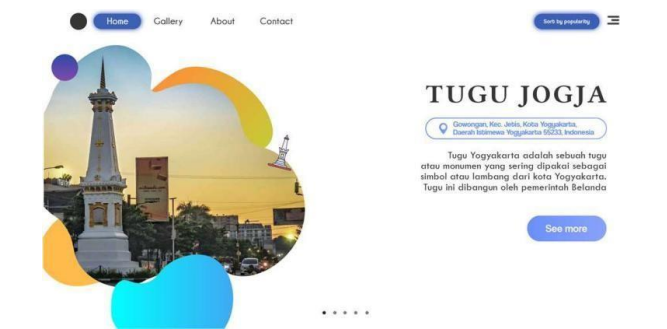 Home
Gallery
About
Contact
Sort by popularity
TUGU JOGJA
Gowongan, Kec. Jetis, Kota Yogyakarta,
Daerah Istimewa Yogyakarta 55233, Indonesia
Tugu Yogyakarta adalah sebuah tugu
atau monumen yang sering dipakai sebagai
simbol atau lambang dari kota Yogyakarta.
Tugu ini dibangun oleh pemerintah Belanda
See more